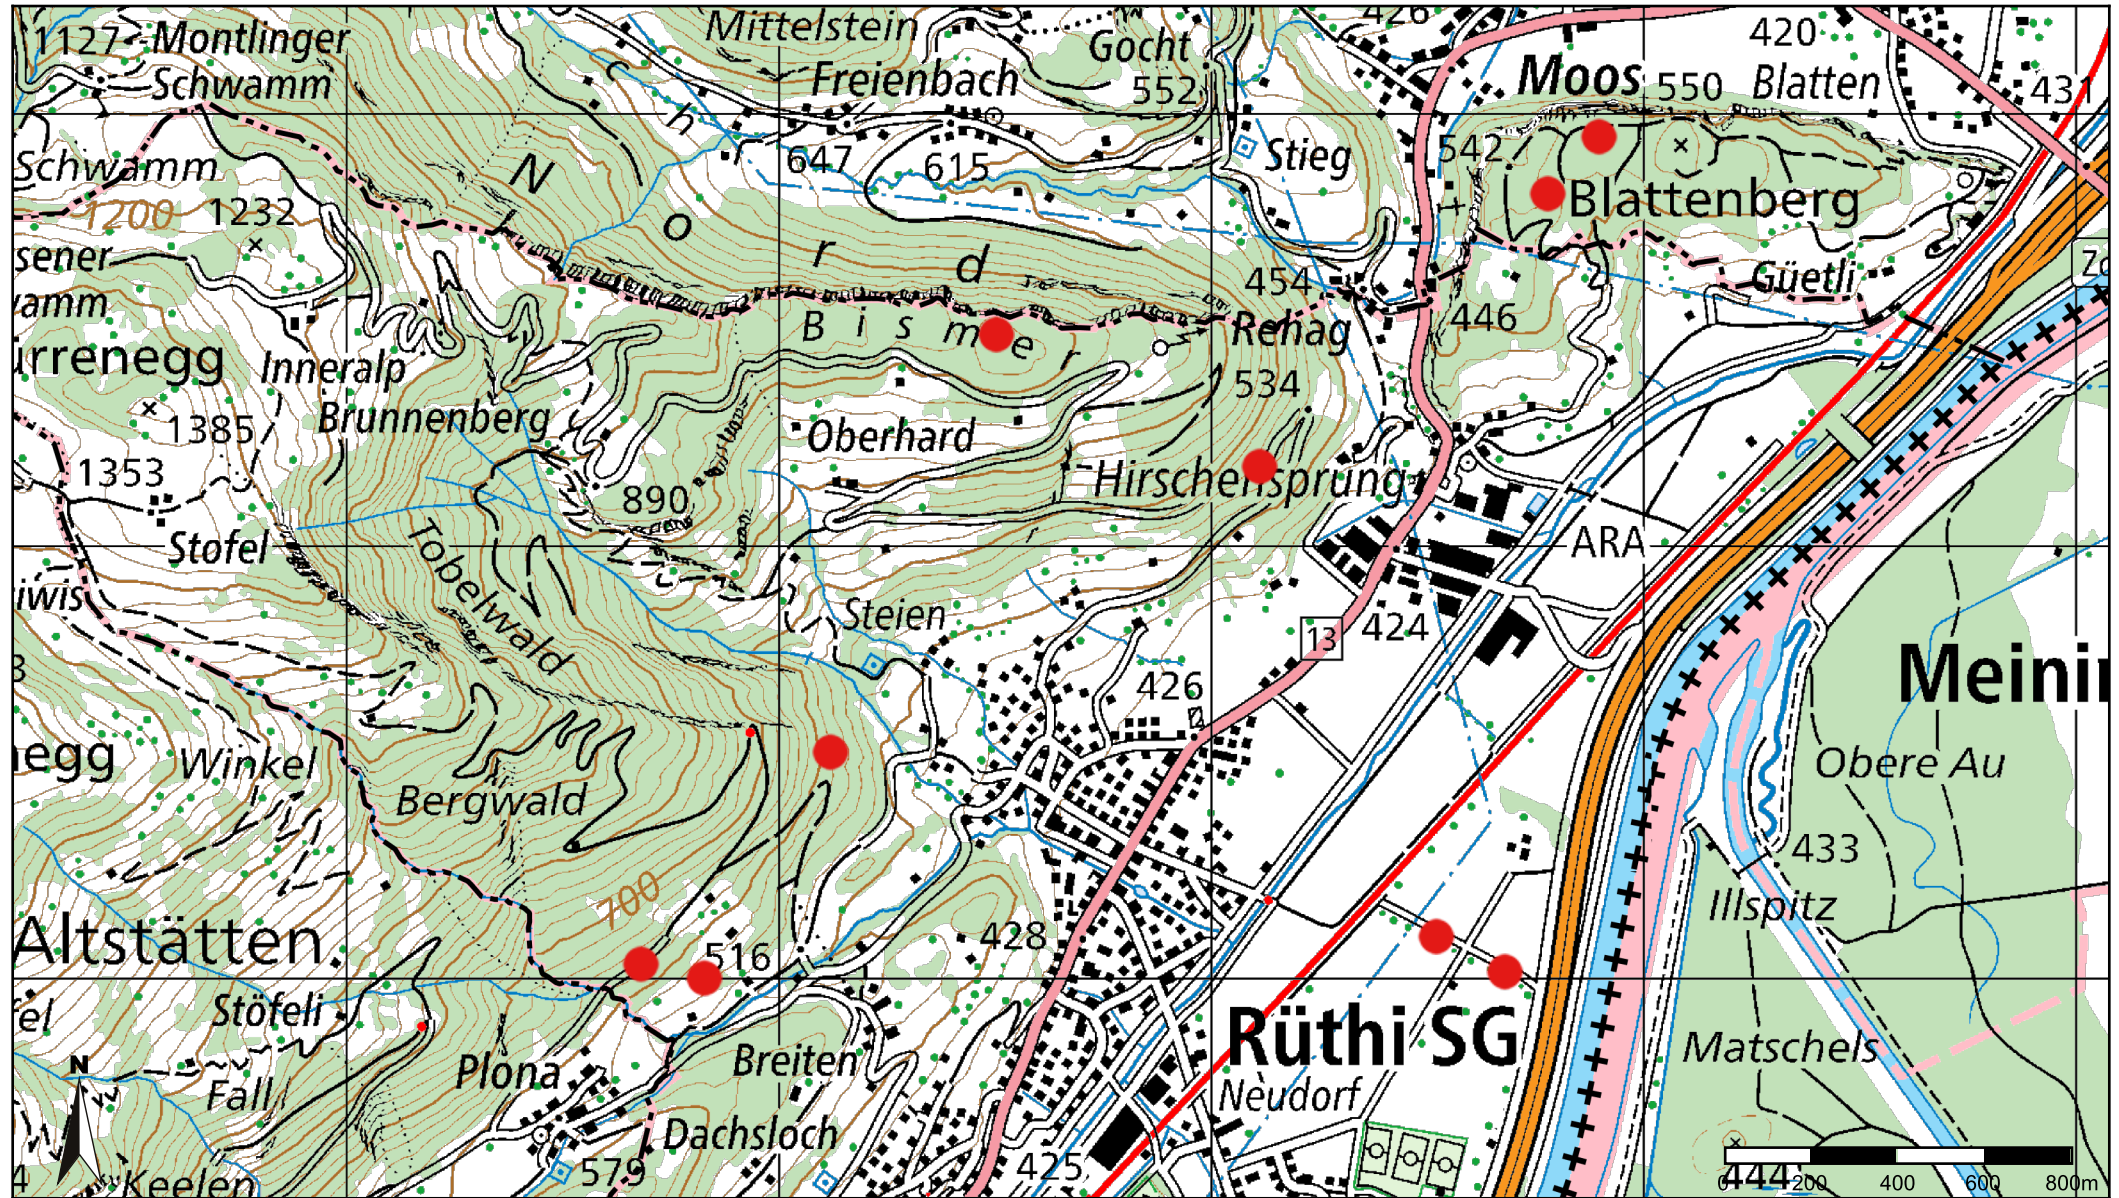 1127
Montlinger
Schwamm
Mittelstein
Gocht
552
Freienbach
426
Moos
550
420
Blatten
431
Schwamm
1200
1232
N o r d
647
615
Stieg
542
Blattenberg
454
Güetli
446
Rehag
B i s m e r
534
Inneralp
Brunnenberg
1385
1353
Oberhard
890
Hirschensprung
Stofel
Tobelwald
ARA
Steien
424
13
426
Meini
Winkel
Bergwald
Obere Au
433
Illspitz
700
Altstätten
516
428
Stöfeli
Rüthi SG
Neudorf
Matschels
N
Plona
Breiten
Fall
Dachsloch
579
425
Keelen
444
0 200 400 600 800m